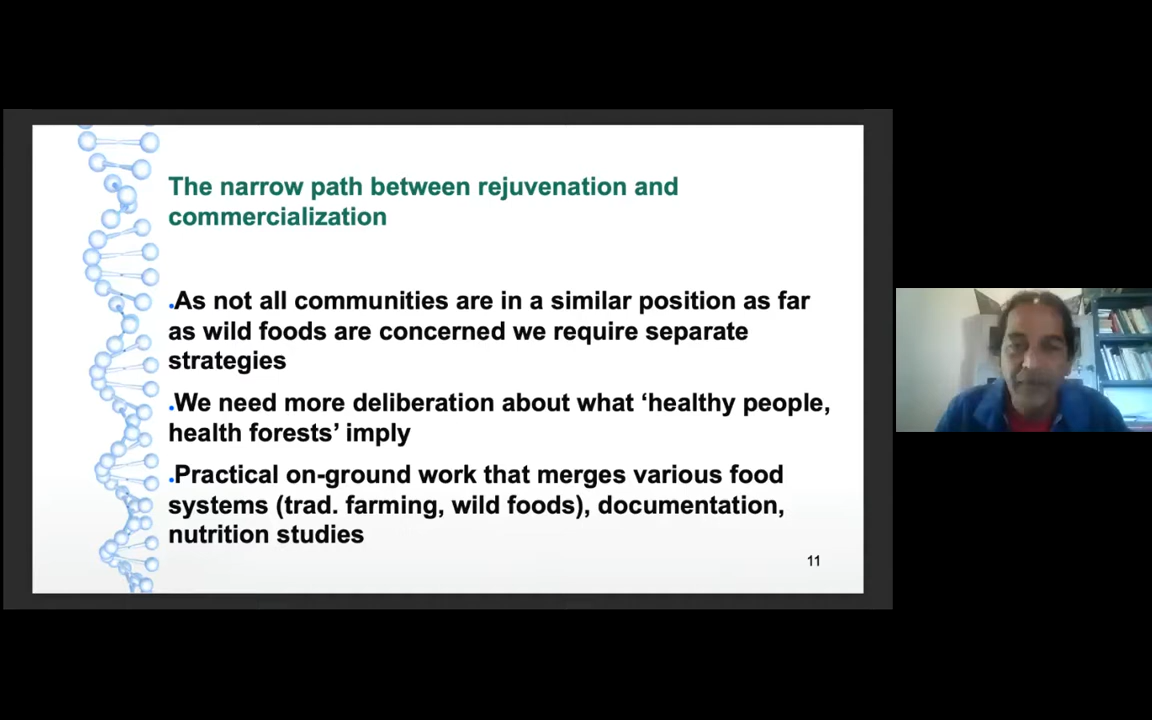 The narrow path between rejuvenation and
commercialization
.As not all communities are in a similar position as far
as wild foods are concerned we require separate
strategies
.We need more deliberation about what ‘healthy people,
health forests’ imply
.Practical on-ground work that merges various food
systems (trad. farming, wild foods), documentation,
nutrition studies
11